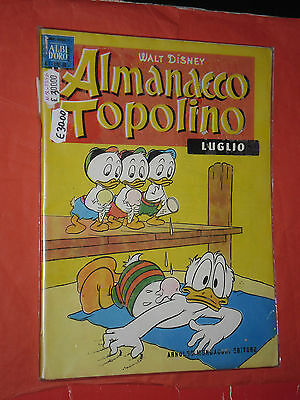 ALBI D'ORO
WALT DISNEY
Almanacco
Topolino
LUGLIO
€30.00
ARNOLDO MONDADORI EDITORE